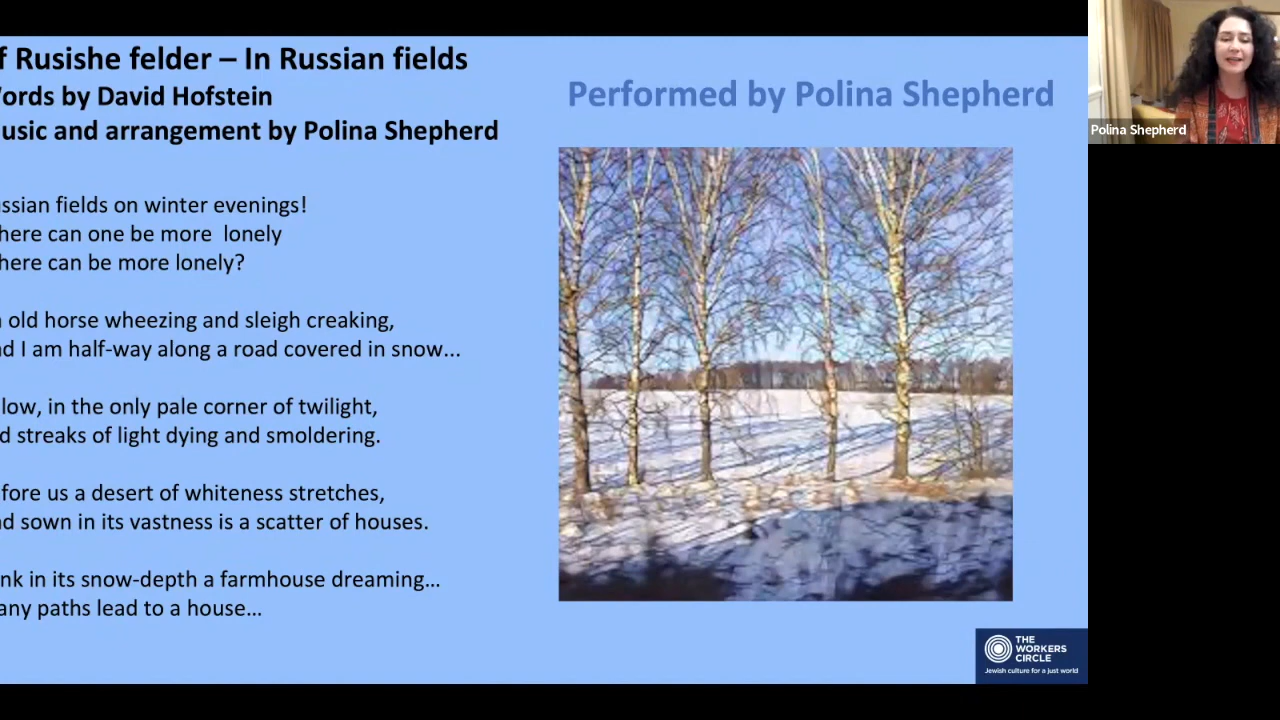 f Rusishe felder – In Russian fields
ords by David Hofstein
usic and arrangement by Polina Shepherd
Performed by Polina Shepherd
Polina Shepherd
ssian fields on winter evenings!
here can one be more lonely
here can be more lonely?
old horse wheezing and sleigh creaking,
d I am half-way along a road covered in snow...
low, in the only pale corner of twilight,
d streaks of light dying and smoldering.
fore us a desert of whiteness stretches,
d sown in its vastness is a scatter of houses.
nk in its snow-depth a farmhouse dreaming...
any paths lead to a house...
THE
WORKERS
CIRCLE
Jewish culture for a just world